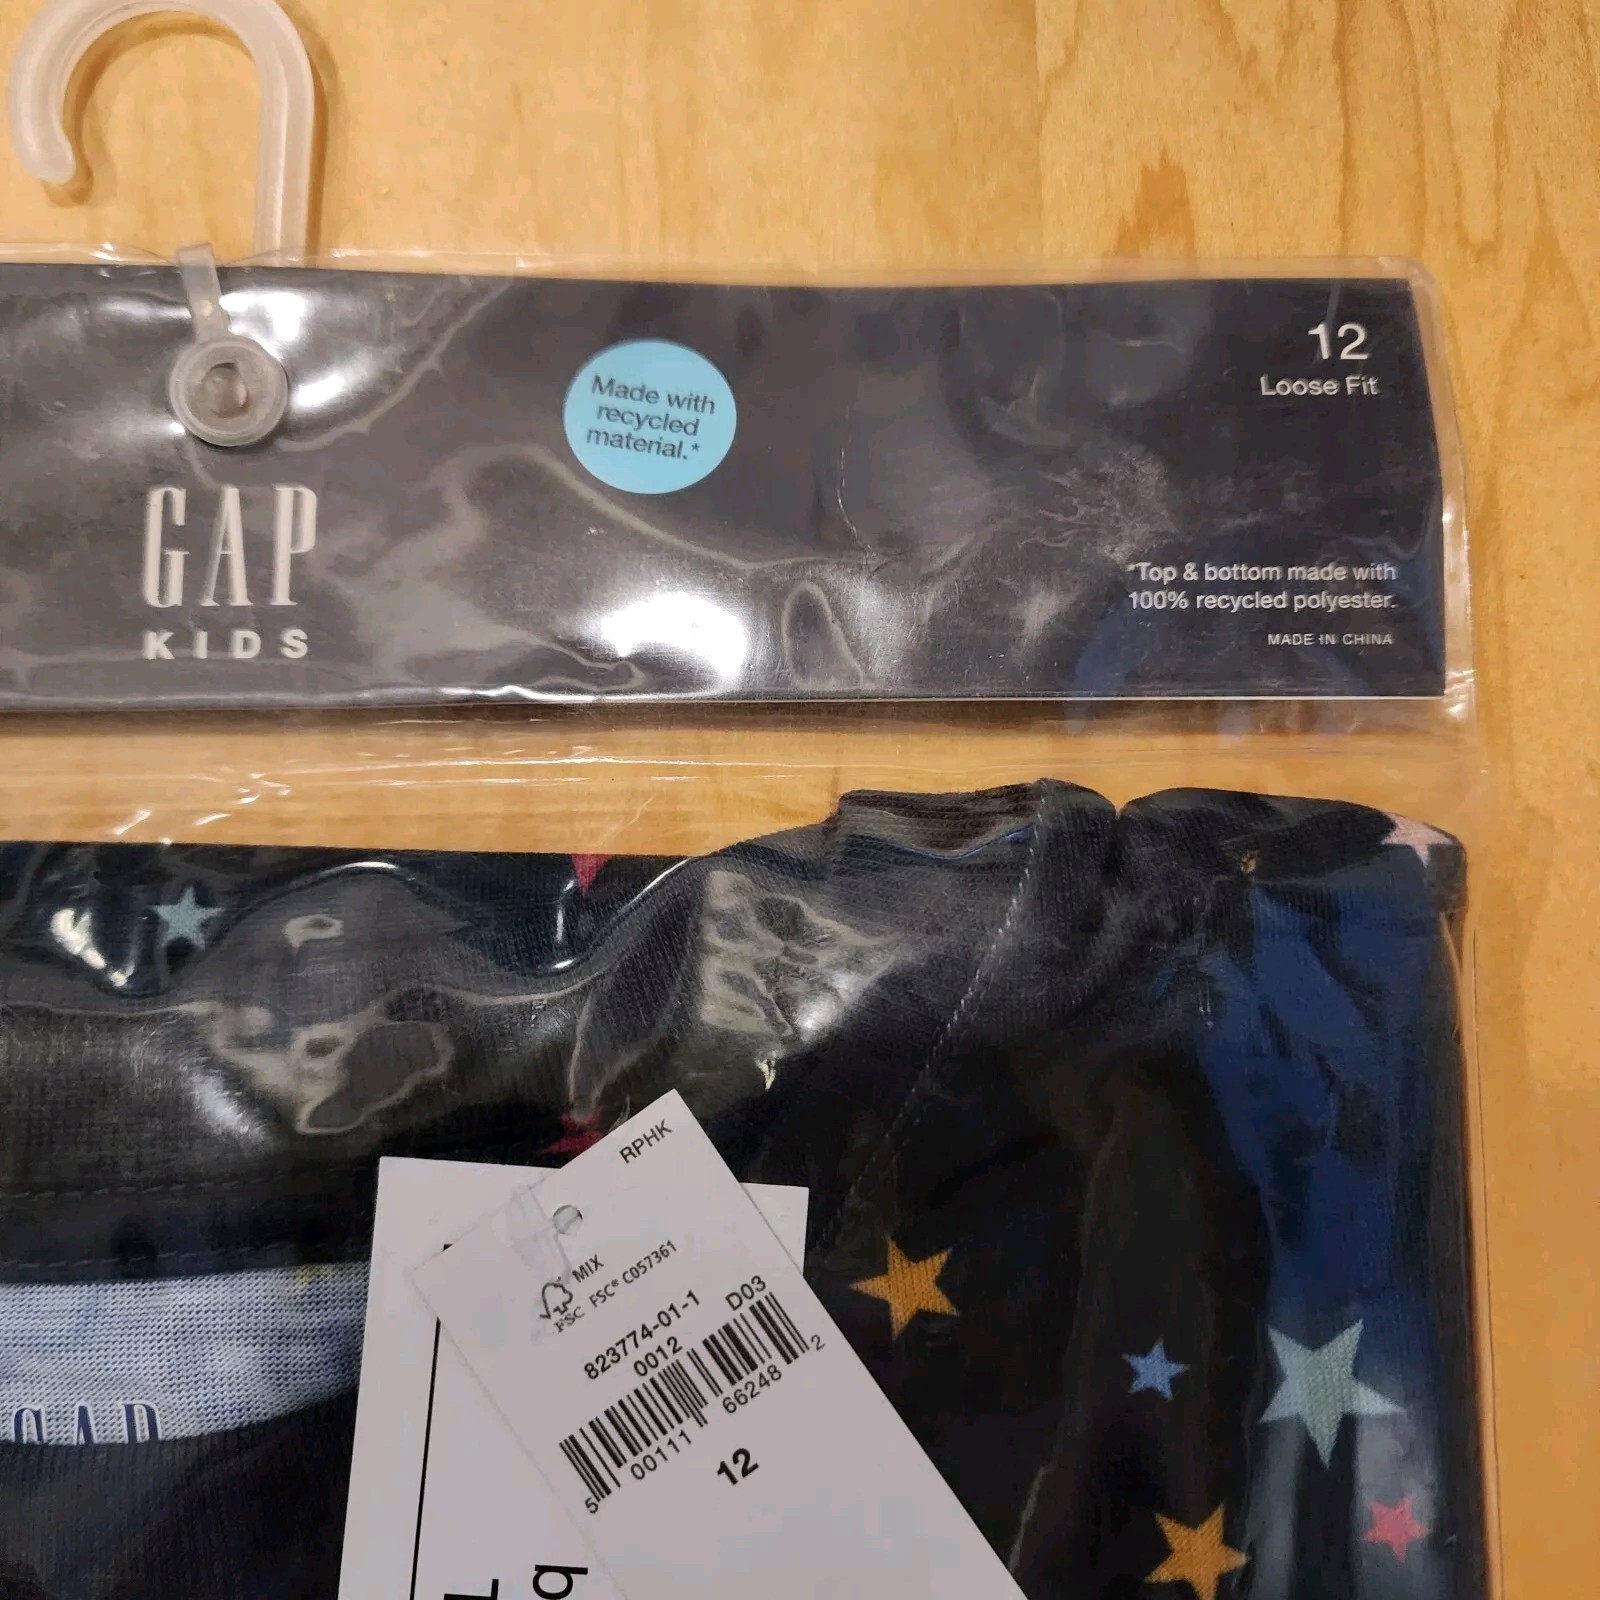 12
Loose Fit
Made with
recycled
material.*
GAP
KIDS
*Top & bottom made with
100% recycled polyester.
MADE IN CHINA
RPHK
MIX
FSC FSC® C057361
823774-01-1 D03
0012
5 00111 66248 2
12
GAP